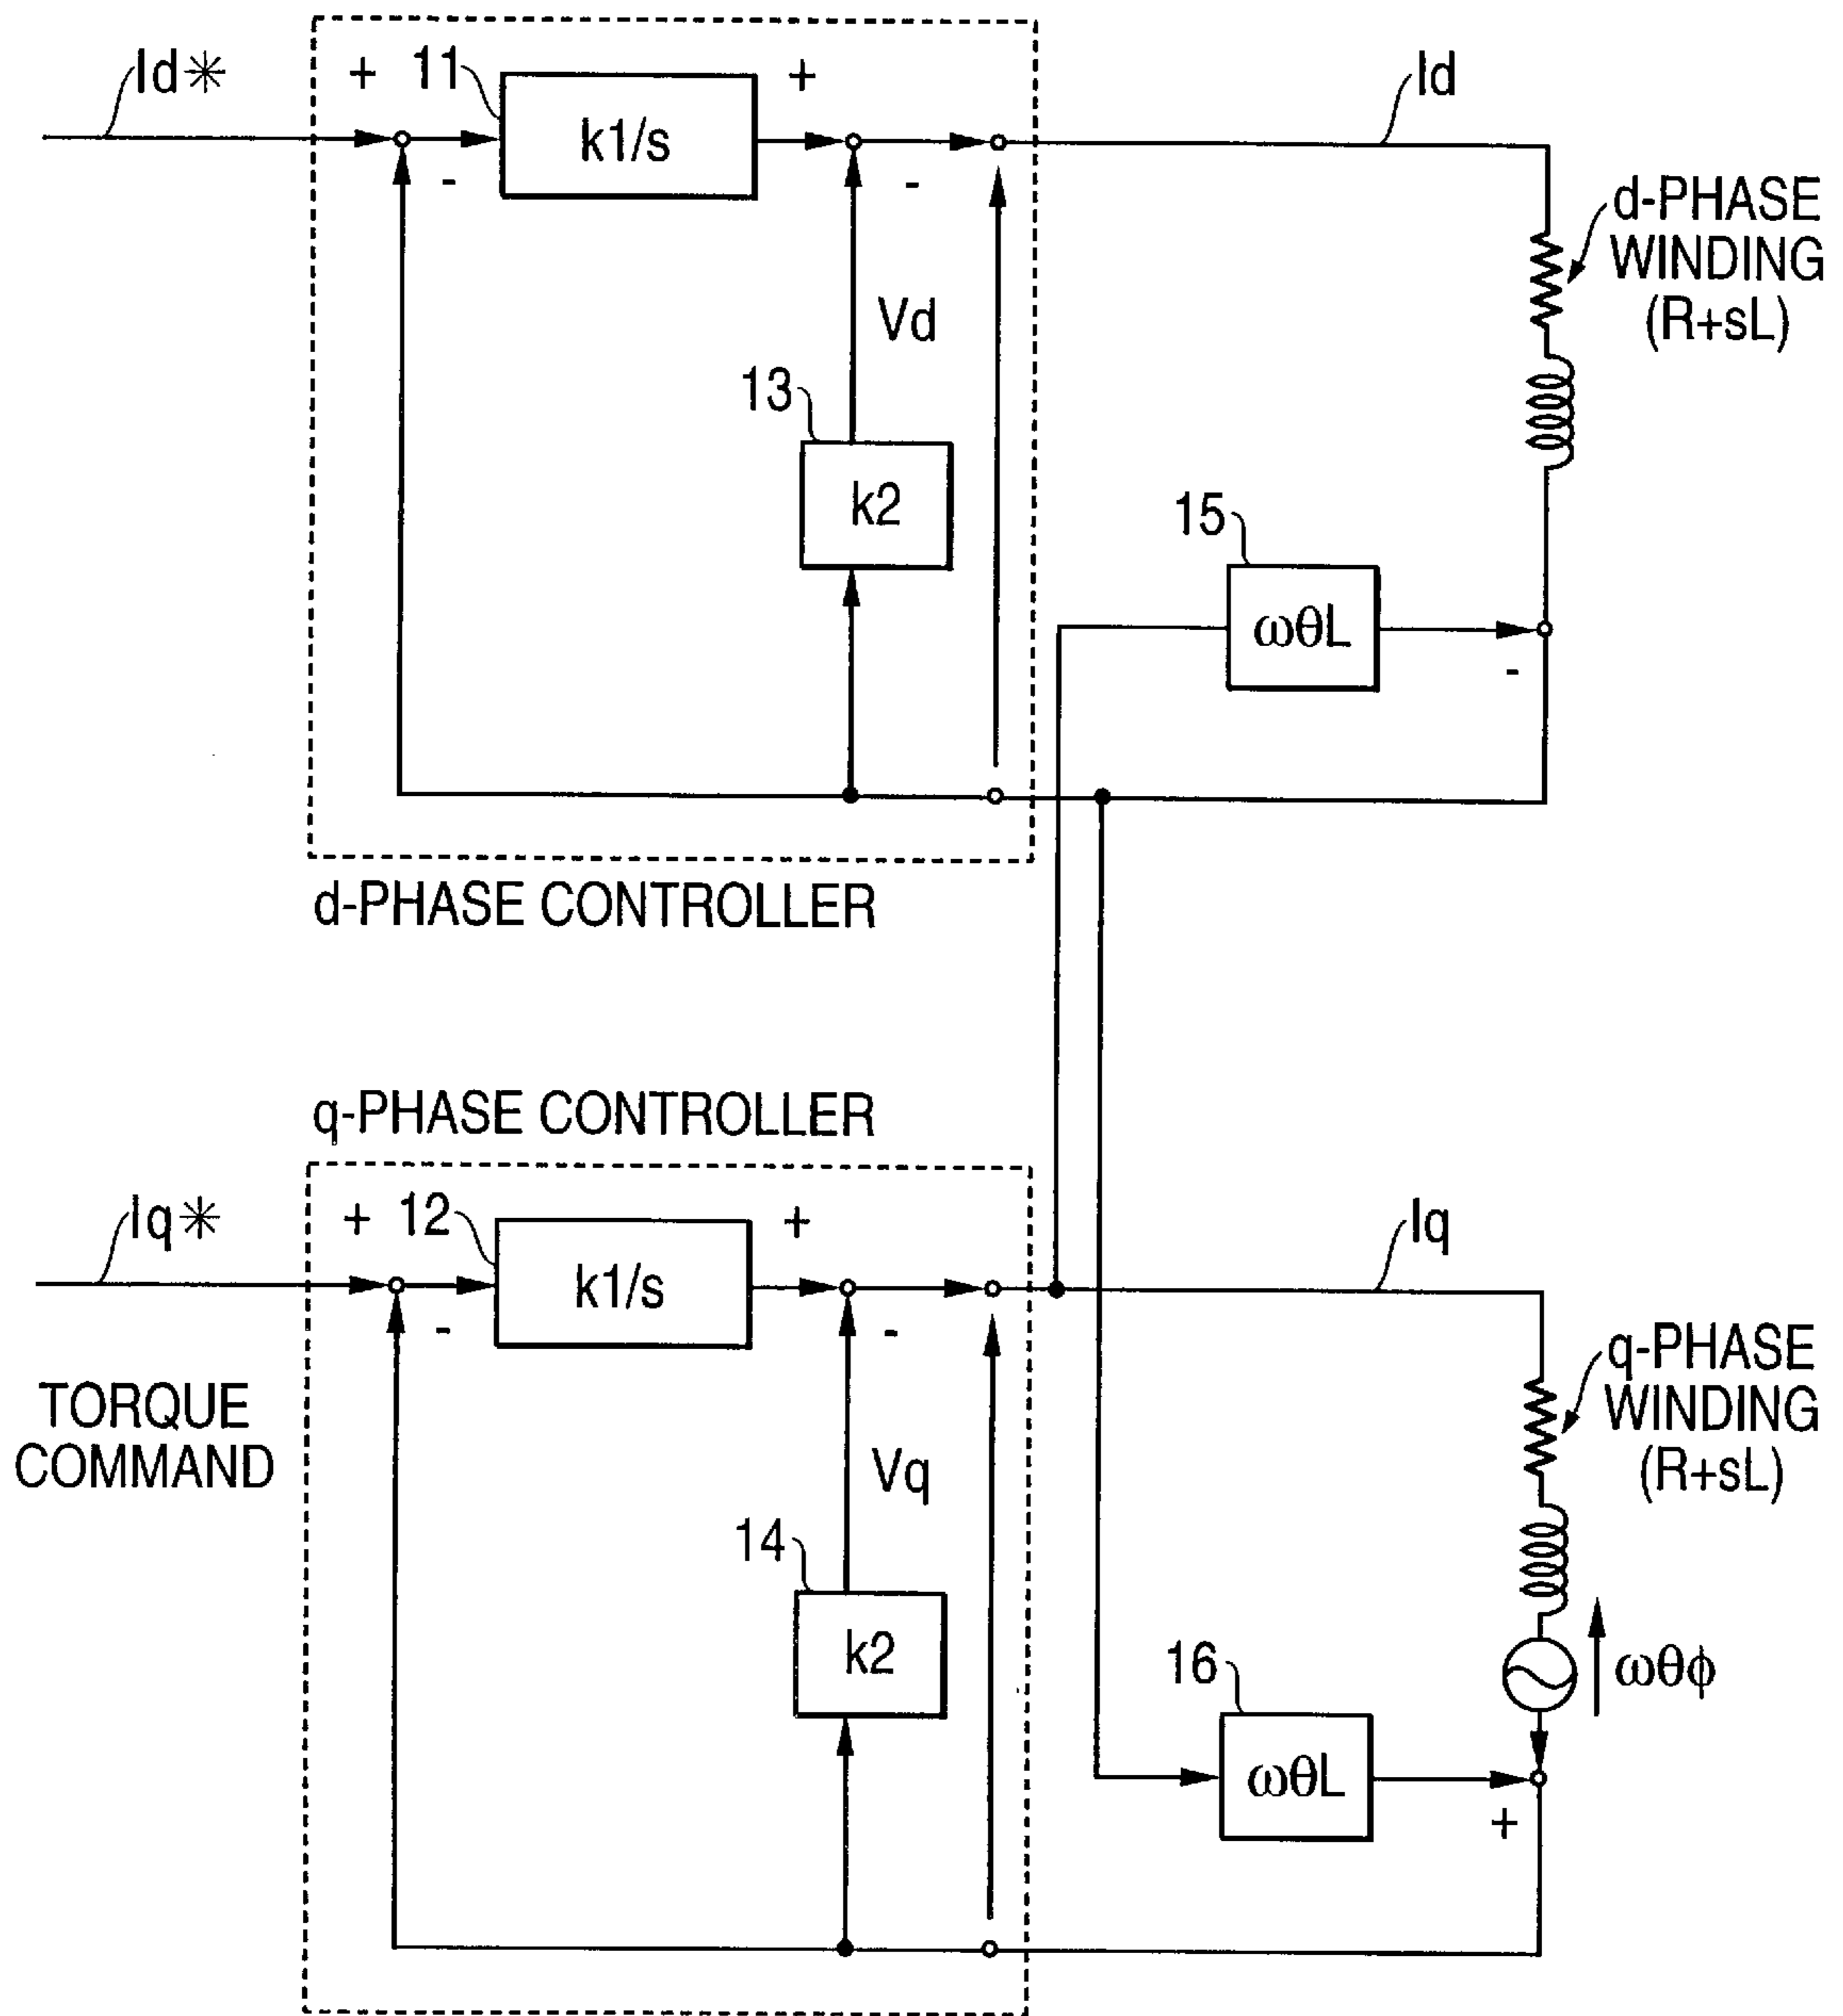 Id*
+
11
k1/s
+
-
-
Id
d-PHASE
WINDING
(R+sL)
Vd
13
k2
15
ωθL
-
d-PHASE CONTROLLER
q-PHASE CONTROLLER
Iq*
+
12
k1/s
+
-
-
Iq
TORQUE
COMMAND
q-PHASE
WINDING
(R+sL)
Vq
14
k2
16
ωθL
ωθϕ
+